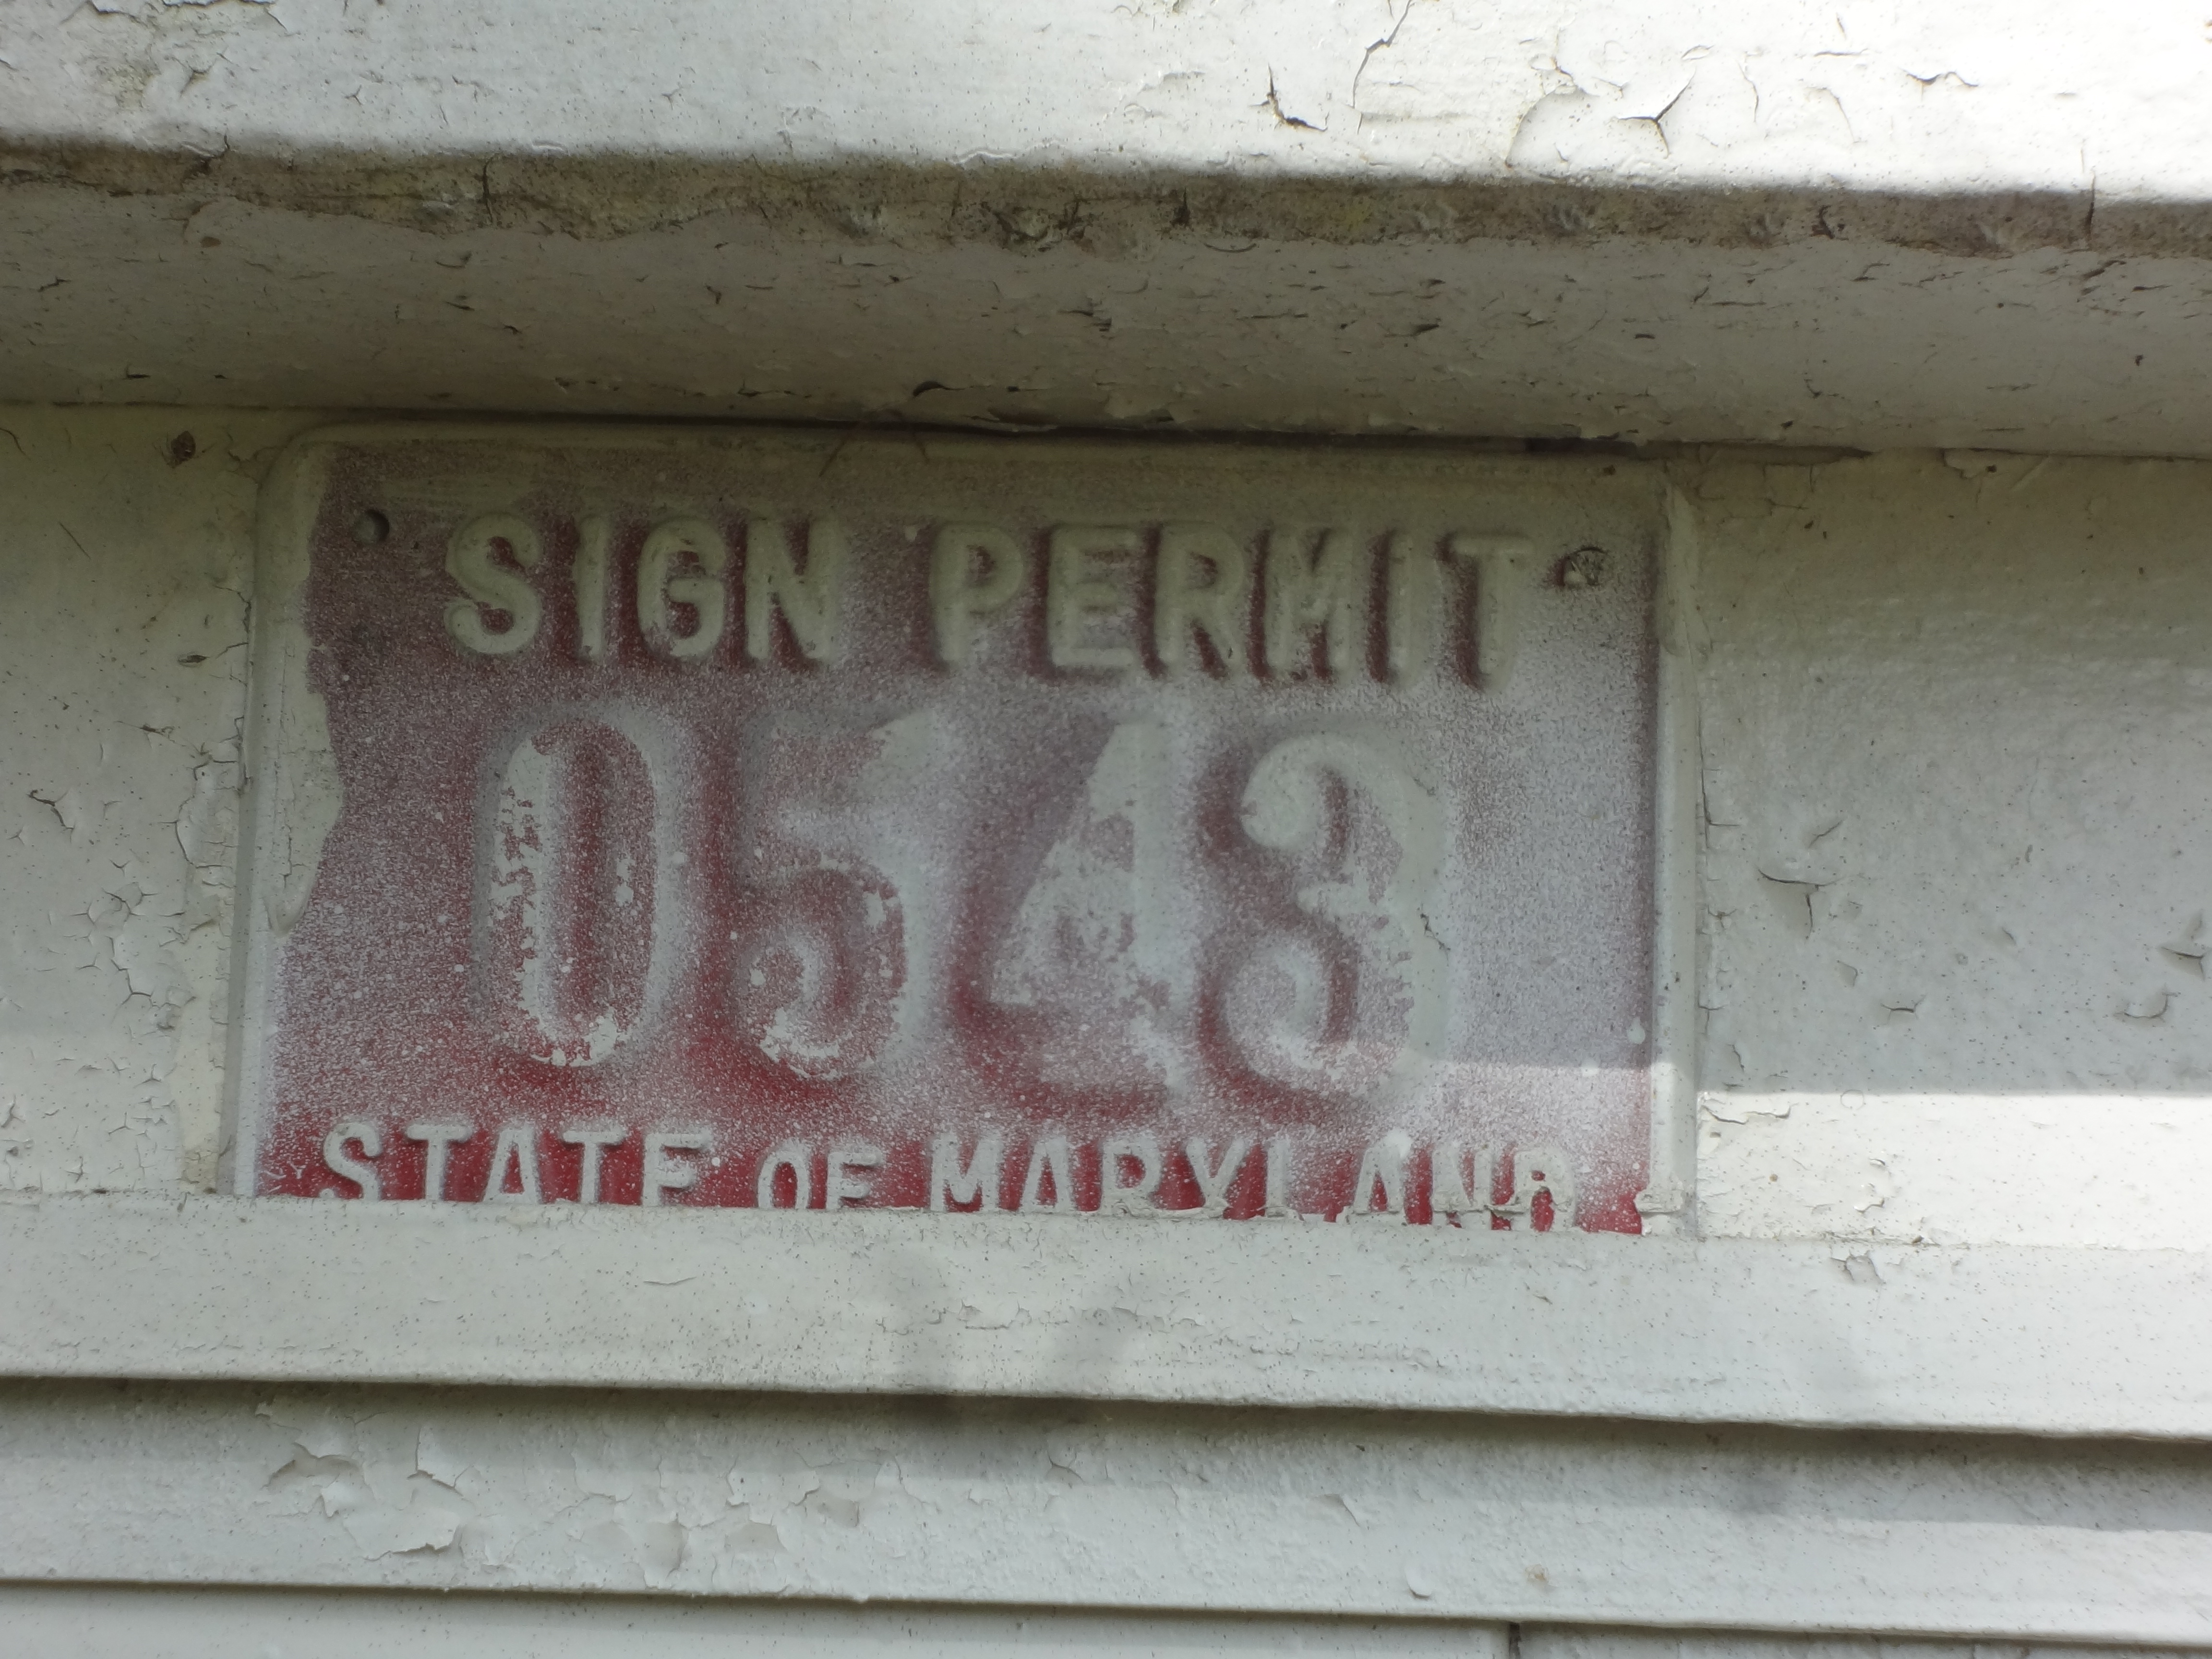 SIGN PERMIT
0543
STATE OF MARYLAND